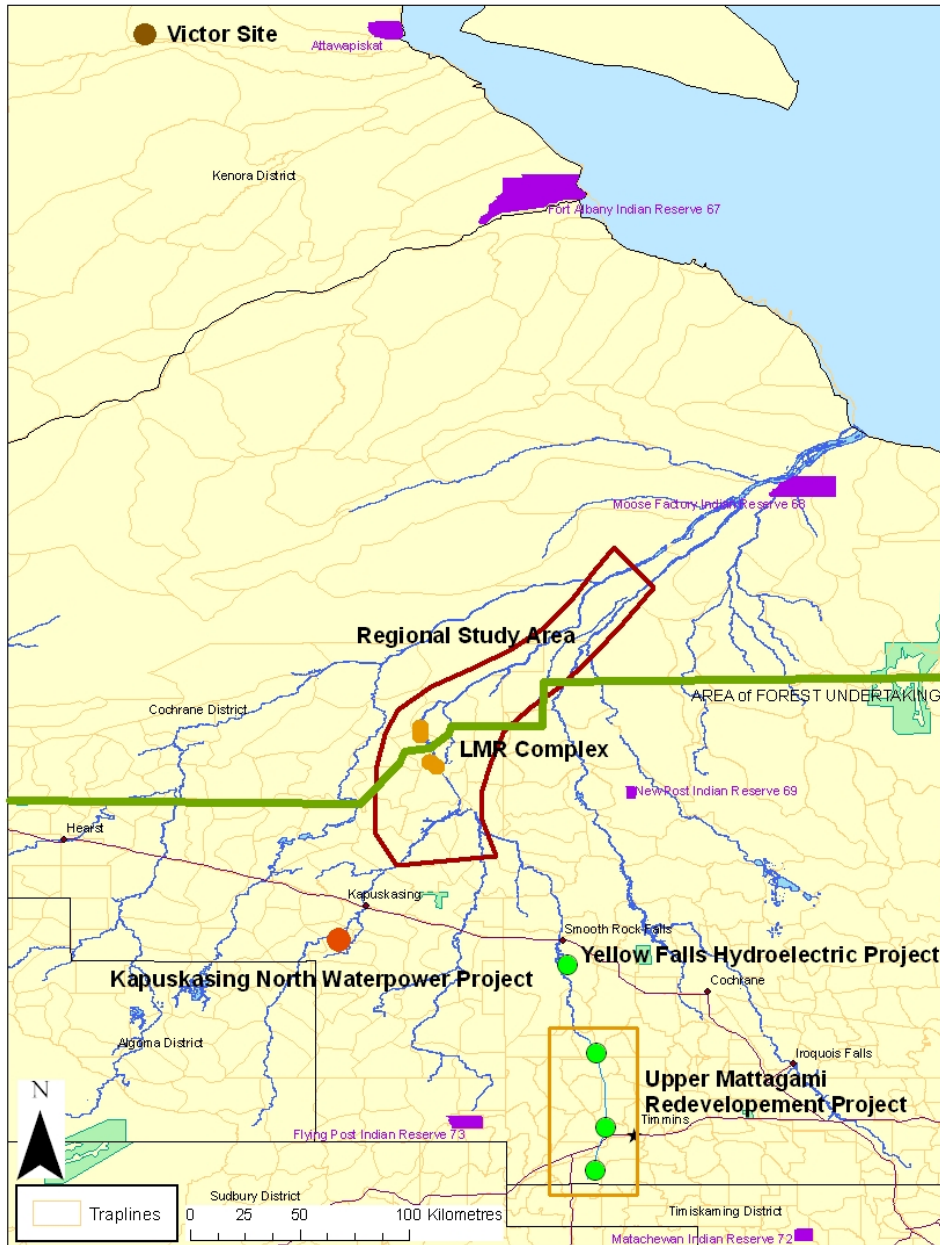 Victor Site
Attawapiskat
Kenora District
Fort Albany Indian Reserve 67
Moose Factory Indian Reserve 68
Regional Study Area
AREA of FOREST UNDERTAKING
Cochrane District
LMR Complex
New Post Indian Reserve 69
Hearst
Kapuskasing
Smooth Rock Falls
Yellow Falls Hydroelectric Project
Kapuskasing North Waterpower Project
Cochrane
Algoma District
Iroquois Falls
Upper Mattagami
Redevelopement Project
Timmins
N
Flying Post Indian Reserve 73
Traplines
Sudbury District
0 25 50 100 Kilometres
Timiskaming District
Matachewan Indian Reserve 72